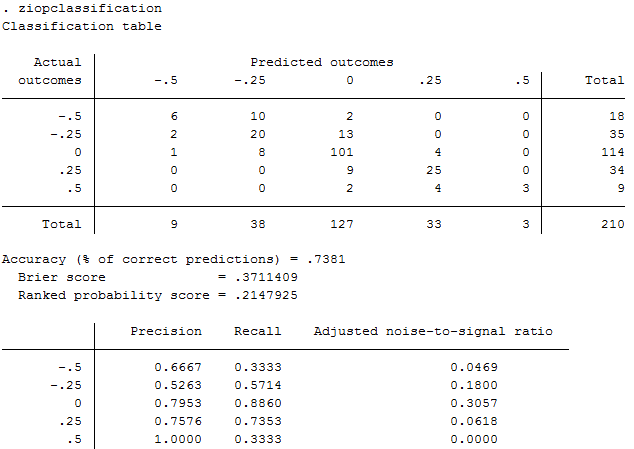 . ziopclassification
Classification table
Actual Predicted outcomes
outcomes -.5 -.25 0 .25 .5 Total
-.5 6 10 2 0 0 18
-.25 2 20 13 0 0 35
0 1 8 101 4 0 114
.25 0 0 9 25 0 34
.5 0 0 2 4 3 9
Total 9 38 127 33 3 210
Accuracy (% of correct predictions) = .7381
Brier score = .3711409
Ranked probability score = .2147925
Precision Recall Adjusted noise-to-signal ratio
-.5 0.6667 0.3333 0.0469
-.25 0.5263 0.5714 0.1800
0 0.7953 0.8860 0.3057
.25 0.7576 0.7353 0.0618
.5 1.0000 0.3333 0.0000